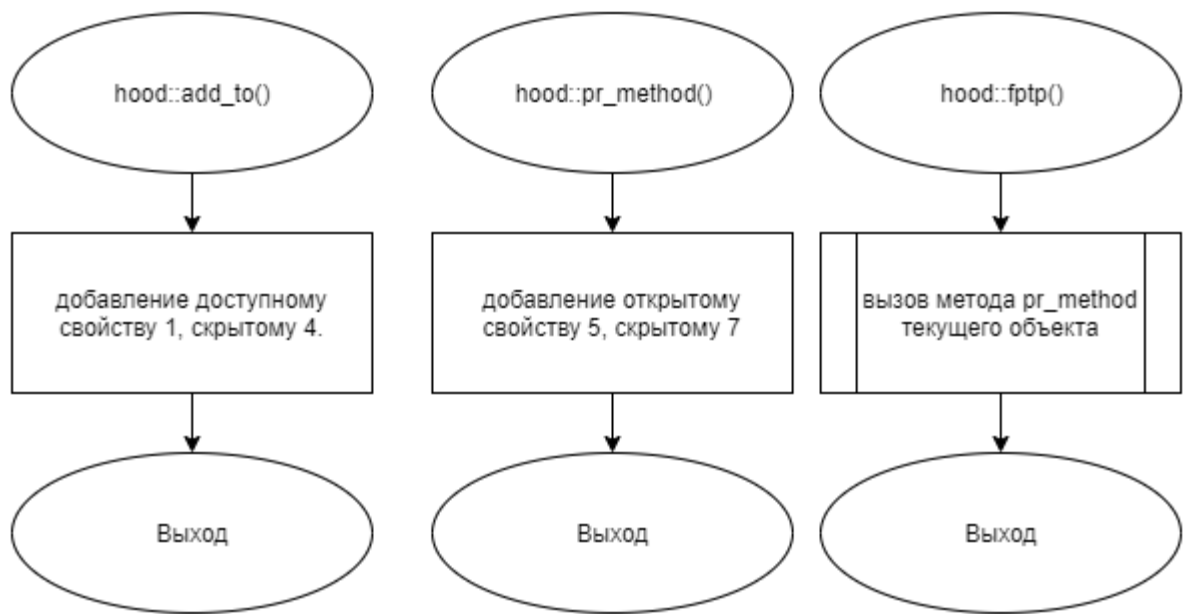 hood::add_to()
hood::pr_method()
hood::fptp()
добавление доступному
свойству 1, скрытому 4.
добавление открытому
свойству 5, скрытому 7
вызов метода pr_method
текущего объекта
Выход
Выход
Выход